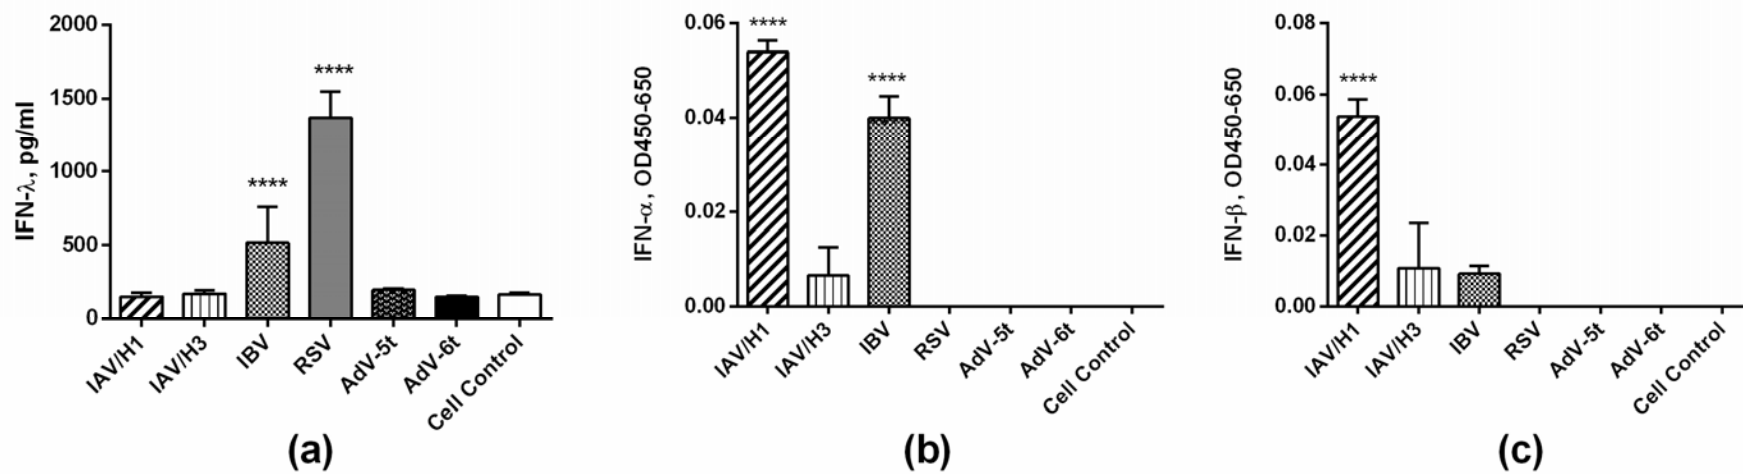 IFN-λ, pg/ml
2000
1500
1000
500
0
****
****
IAV/H1
IAV/H3
IBV
RSV
AdV-5t
AdV-6t
Cell Control
(a)
IFN-α, OD450-650
0.06
0.04
0.02
0.00
****
****
IAV/H1
IAV/H3
IBV
RSV
AdV-5t
AdV-6t
Cell Control
(b)
IFN-β, OD450-650
0.08
0.06
0.04
0.02
0.00
****
IAV/H1
IAV/H3
IBV
RSV
AdV-5t
AdV-6t
Cell Control
(c)